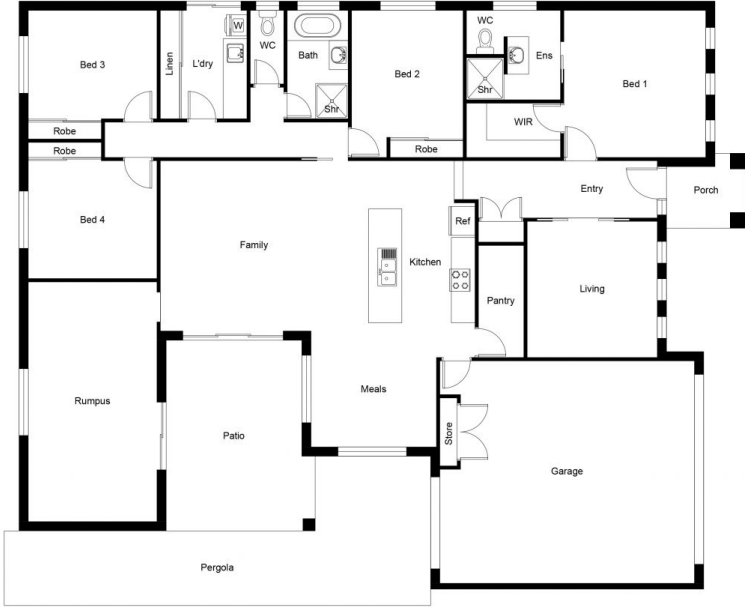 Bed 3
Linen
L'dry
W
WC
Bath
Shr
Bed 2
WC
Ens
Shr
Bed 1
WIR
Robe
Robe
Robe
Bed 4
Entry
Porch
Family
Ref
Kitchen
Pantry
Living
Rumpus
Meals
Patio
Store
Garage
Pergola